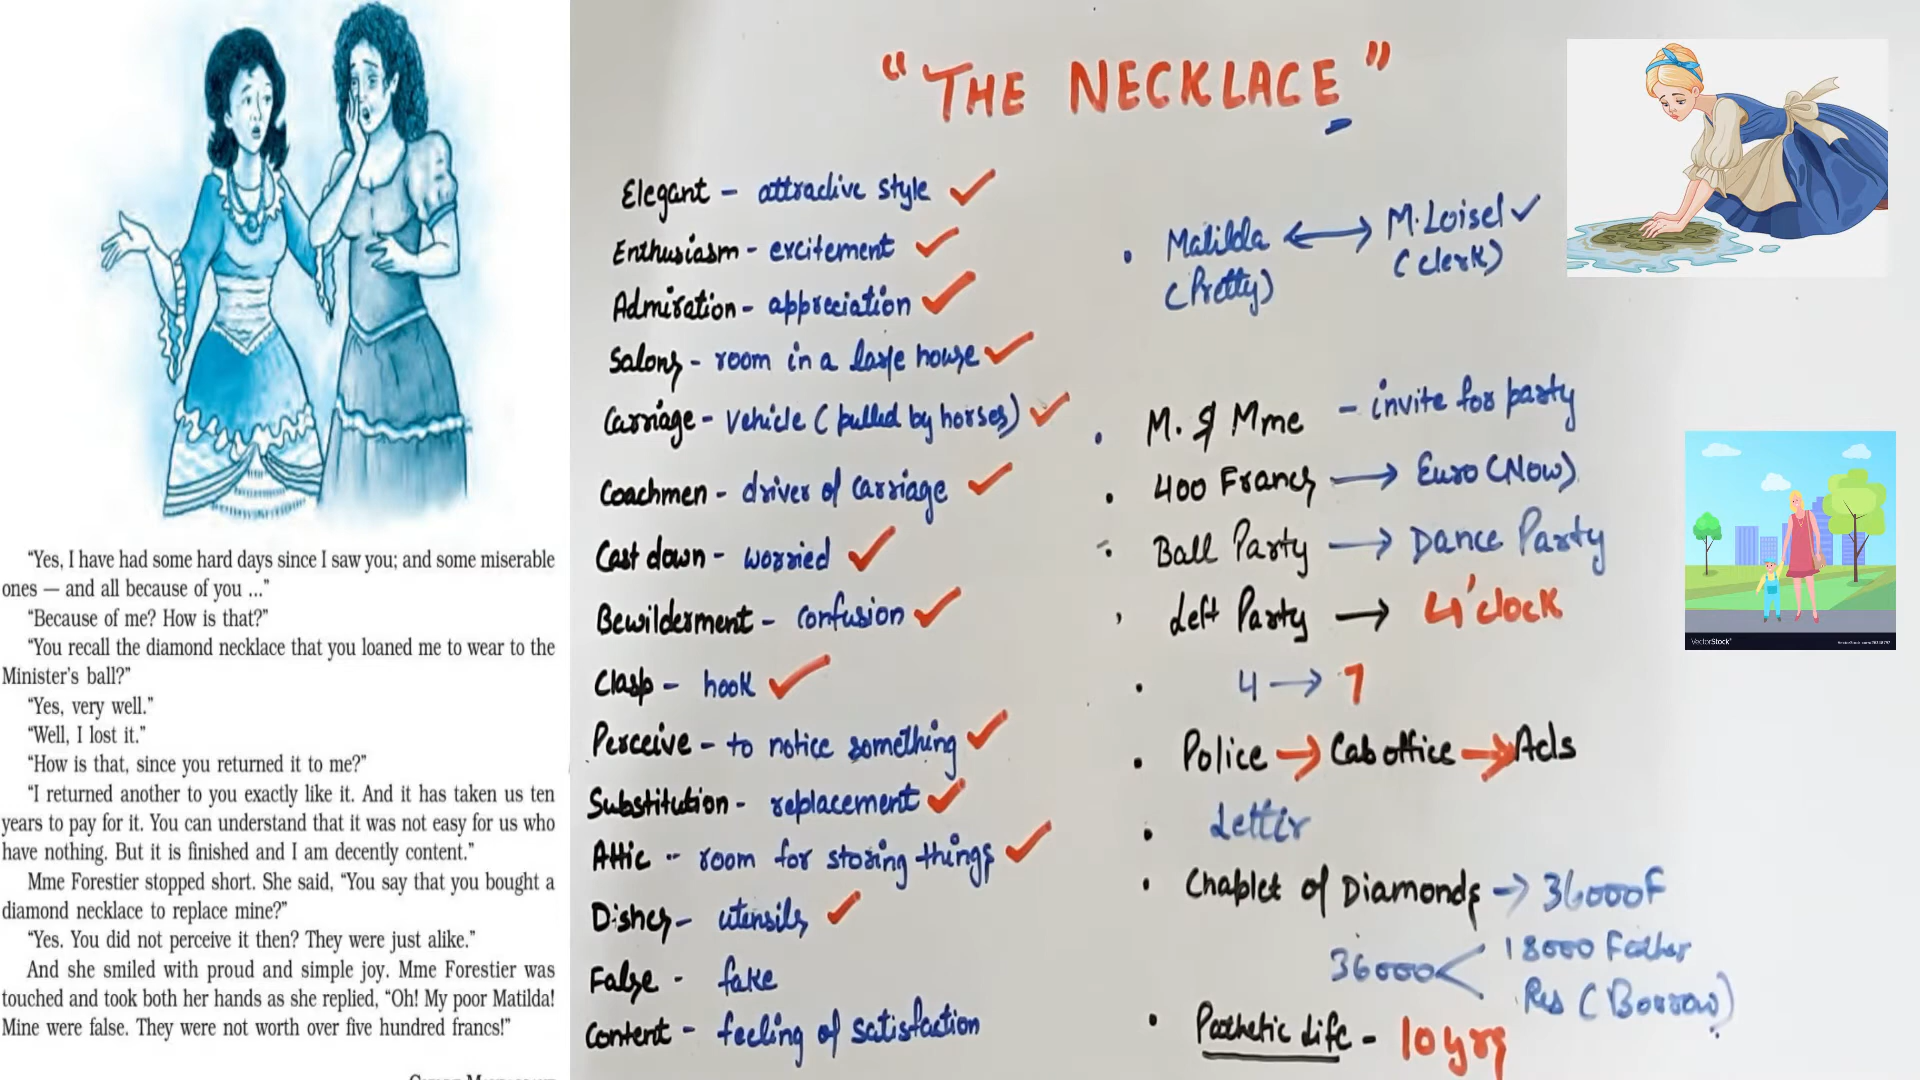 “THE NECKLACE”
Elegant - attractive style
Enthusiasm - excitement
Admiration - appreciation
Salons - room in a large house
Carriage - vehicle (pulled by horses)
Coachmen - driver of carriage
Cast down - worried
Bewilderment - confusion
Clasp - hook
Perceive - to notice something
Substitution - replacement
Attic - room for storing things
Dishes - utensils
False - fake
Content - feeling of satisfaction
• Matilda ↔ M. Loisel
(Pretty) (clerk)
• M. & Mme - invite for party
• 400 Francs → Euro (Now)
• Ball Party → Dance Party
Left Party → 4 'clock
• 4 → 7
• Police → Cab office → Ads
• Letter
• Chaplet of Diamonds → 36000F
36000 < 18000 Father
Res (Borrow)
• Pathetic life - 10 yrs
“Yes, I have had some hard days since I saw you; and some miserable
ones — and all because of you ...”
“Because of me? How is that?”
“You recall the diamond necklace that you loaned me to wear to the
Minister’s ball?”
“Yes, very well.”
“Well, I lost it.”
“How is that, since you returned it to me?”
“I returned another to you exactly like it. And it has taken us ten
years to pay for it. You can understand that it was not easy for us who
have nothing. But it is finished and I am decently content.”
Mme Forestier stopped short. She said, “You say that you bought a
diamond necklace to replace mine?”
“Yes. You did not perceive it then? They were just alike.”
And she smiled with proud and simple joy. Mme Forestier was
touched and took both her hands as she replied, “Oh! My poor Matilda!
Mine were false. They were not worth over five hundred francs!”
VectorStock